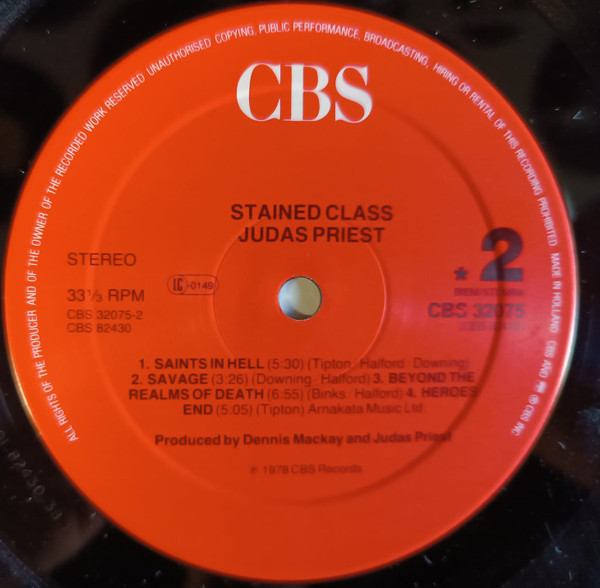 ALL RIGHTS OF THE PRODUCER AND OF THE OWNER OF THE RECORDED WORK RESERVED UNAUTHORISED COPYING, PUBLIC PERFORMANCE, BROADCASTING, HIRING OR RENTAL OF THIS RECORDING PROHIBITED MADE IN HOLLAND
CBS
STAINED CLASS
JUDAS PRIEST
STEREO
LC-0149
* 2
33⅓ RPM
CBS 32075-2
CBS 82430
CBS 32075
1. SAINTS IN HELL (5:30) (Tipton · Halford · Downing)
2. SAVAGE (3:26) (Downing · Halford) 3. BEYOND THE
REALMS OF DEATH (6:55) (Binks · Halford) 4. HEROES
END (5:05) (Tipton) Arnakata Music Ltd.
Produced by Dennis Mackay and Judas Priest
℗ 1978 CBS Records